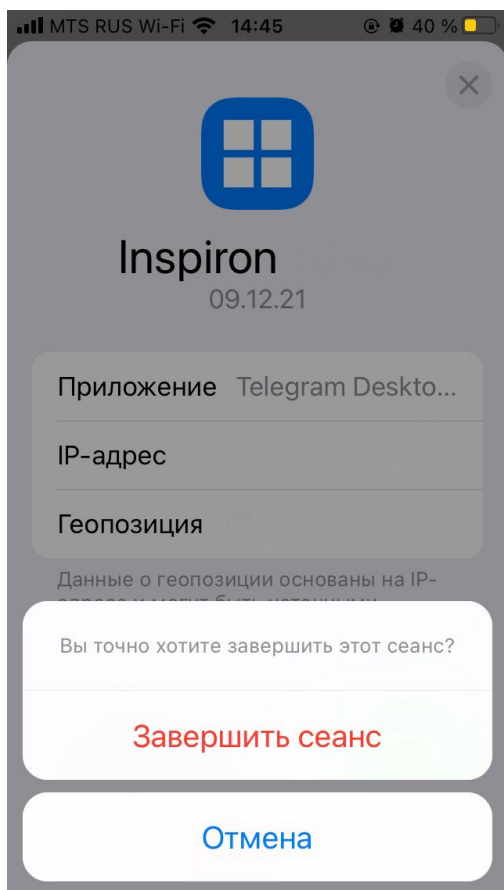 MTS RUS Wi-Fi 14:45 40 %
Inspiron
09.12.21
Приложение Telegram Deskto...
IP-адрес
Геопозиция
Данные о геопозиции основаны на IP-
Вы точно хотите завершить этот сеанс?
Завершить сеанс
Отмена